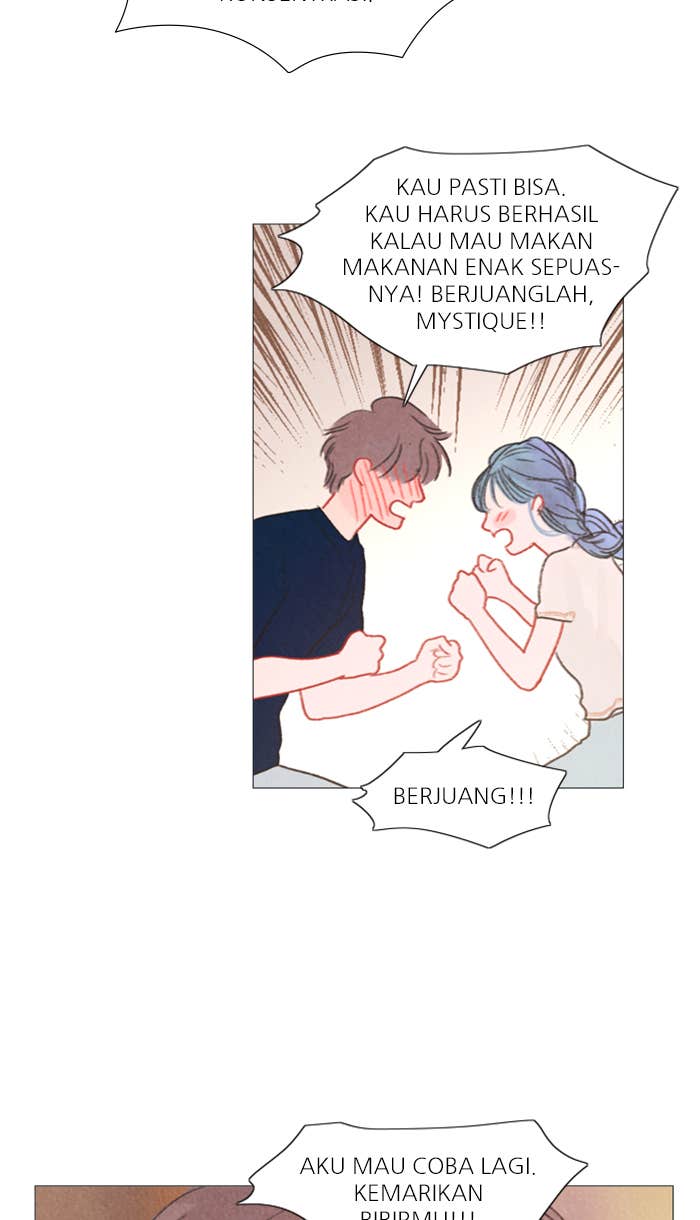 KAU PASTI BISA.
KAU HARUS BERHASIL
KALAU MAU MAKAN
MAKANAN ENAK SEPUAS-
NYA! BERJUANGLAH,
MYSTIQUE!!
BERJUANG!!!
AKU MAU COBA LAGI.
KEMARIKAN